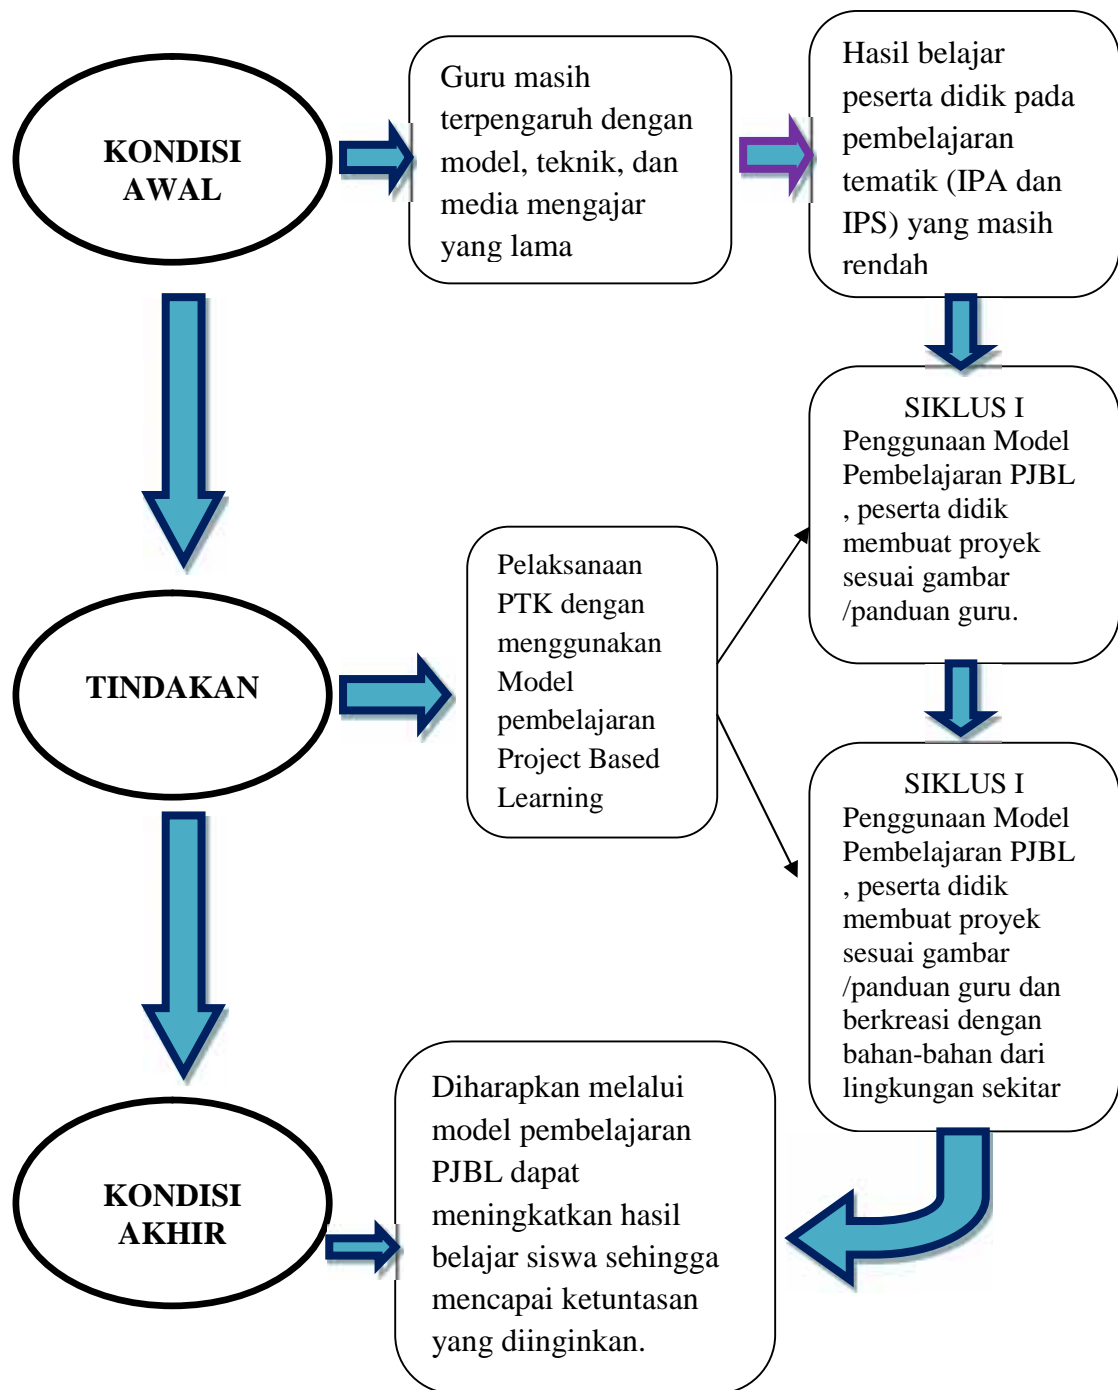 KONDISI
AWAL
Guru masih
terpengaruh dengan
model, teknik, dan
media mengajar
yang lama
Hasil belajar
peserta didik pada
pembelajaran
tematik (IPA dan
IPS) yang masih
rendah
SIKLUS I
Penggunaan Model
Pembelajaran PJBL
, peserta didik
membuat proyek
sesuai gambar
/panduan guru.
TINDAKAN
Pelaksanaan
PTK dengan
menggunakan
Model
pembelajaran
Project Based
Learning
SIKLUS I
Penggunaan Model
Pembelajaran PJBL
, peserta didik
membuat proyek
sesuai gambar
/panduan guru dan
berkreasi dengan
bahan-bahan dari
lingkungan sekitar
KONDISI
AKHIR
Diharapkan melalui
model pembelajaran
PJBL dapat
meningkatkan hasil
belajar siswa sehingga
mencapai ketuntasan
yang diinginkan.